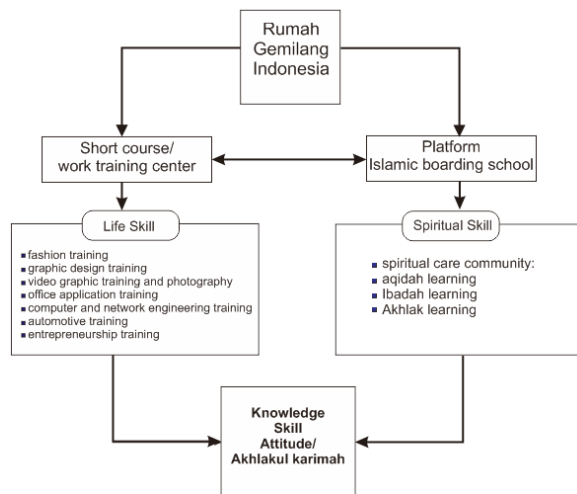 Rumah
Gemilang
Indonesia
Short course/
work training center
Platform
Islamic boarding school
Life Skill
fashion training
graphic design training
video graphic training and photography
office application training
computer and network engineering training
automotive training
entrepreneurship training
Spiritual Skill
spiritual care community:
aqidah learning
Ibadah learning
Akhlak learning
Knowledge
Skill
Attitude/
Akhlakul karimah